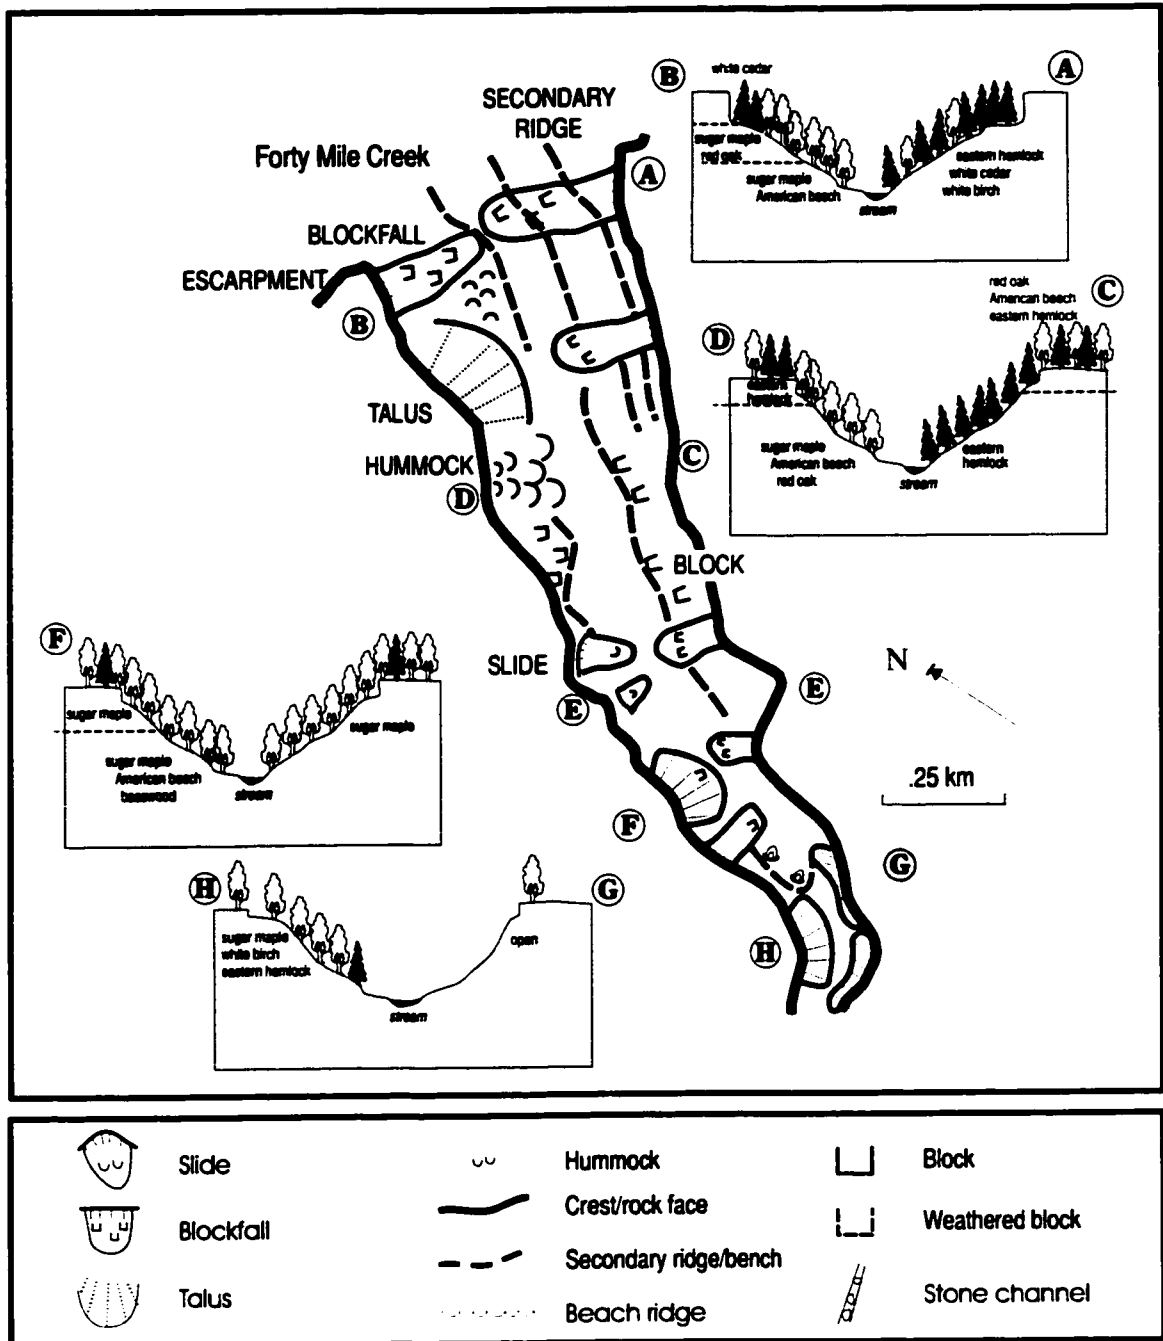 B
white cedar
A
sugar maple
red oak
sugar maple
American beech
eastern hemlock
white cedar
white birch
stream
SECONDARY
RIDGE
Forty Mile Creek
A
BLOCKFALL
ESCARPMENT
B
red oak
American beech
eastern hemlock
C
D
eastern
hemlock
sugar maple
American beech
red oak
eastern
hemlock
stream
TALUS
HUMMOCK
C
D
BLOCK
F
sugar maple
sugar maple
American beech
basswood
sugar maple
stream
SLIDE
E
E
N
.25 km
F
G
H
G
sugar maple
white birch
eastern hemlock
open
stream
H
Slide
Hummock
Block
Crest/rock face
Blockfall
Weathered block
Secondary ridge/bench
Talus
Beach ridge
Stone channel